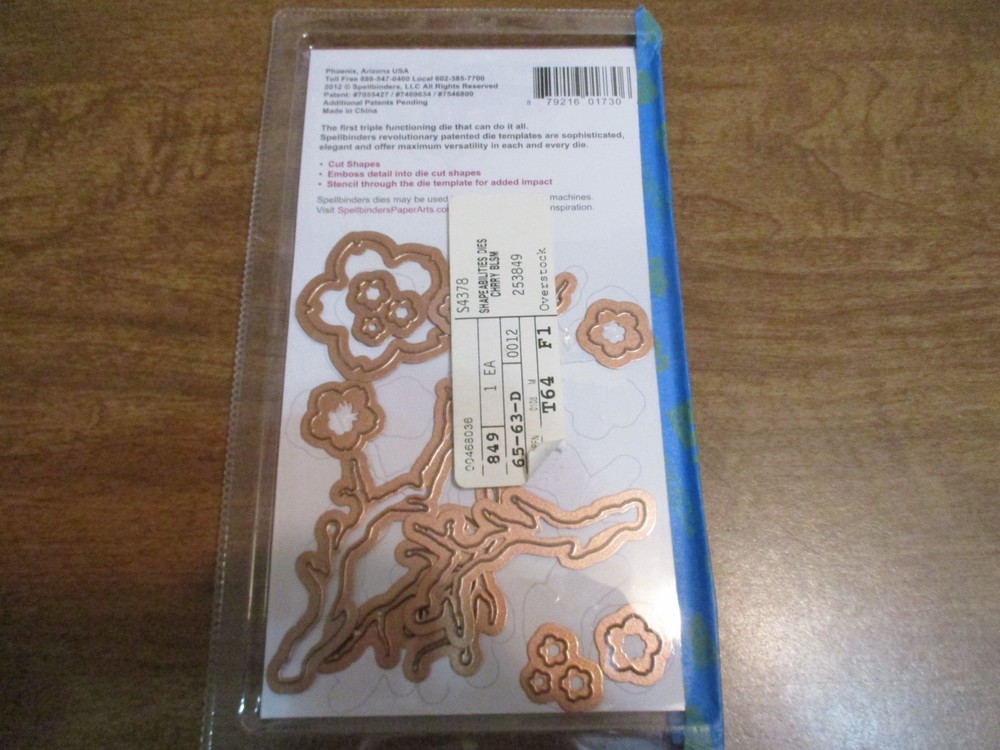 Phoenix, Arizona USA
Toll Free 888-547-0400 Local 602-385-7700
2012 © Spellbinders, LLC All Rights Reserved
Patent: #7055427 / #7469634 / #7546800
Additional Patents Pending
Made in China
79216 01730
The first triple functioning die that can do it all.
Spellbinders revolutionary patented die templates are sophisticated,
elegant and offer maximum versatility in each and every die.
• Cut Shapes
• Emboss detail into die cut shapes
• Stencil through the die template for added impact
Spellbinders dies may be used machines.
Visit SpellbindersPaperArts.co nspiration.
S4378
SHAPEABILITIES DIES
CHRRY BLSM
253849
Overstock
00468036
849 1 EA
65-63-D 0012
T64 F1